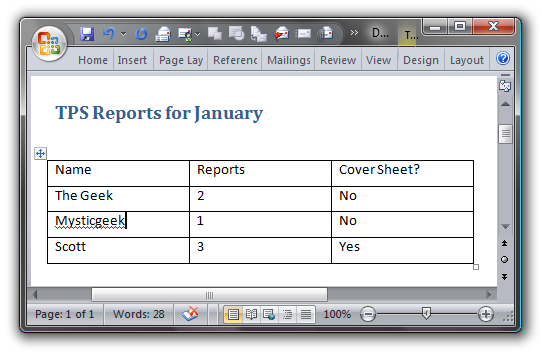 D... T...
Home Insert Page Lay Referenc Mailings Review View Design Layout
TPS Reports for January
Name Reports Cover Sheet?
The Geek 2 No
Mysticgeek 1 No
Scott 3 Yes
Page: 1 of 1 Words: 28 100%